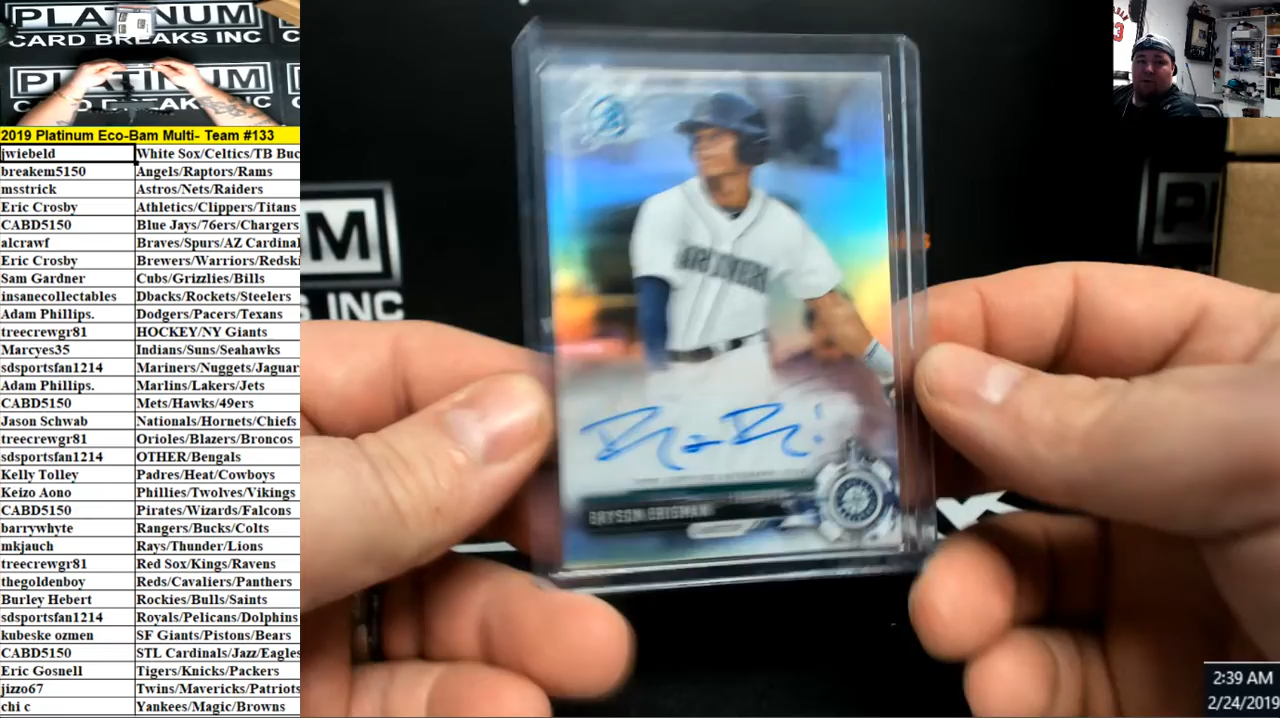 PLATINUM
CARD BREAKS INC
PLATINUM
CARD BREAKS INC
2019 Platinum Eco-Bam Multi- Team #133
jwiebeld White Sox/Celtics/TB Buc
breakem5150 Angels/Raptors/Rams
msstrick Astros/Nets/Raiders
Eric Crosby Athletics/Clippers/Titans
CABD5150 Blue Jays/76ers/Chargers
alcrawf Braves/Spurs/AZ Cardinal
Eric Crosby Brewers/Warriors/Redski
Sam Gardner Cubs/Grizzlies/Bills
insanecollectables Dbacks/Rockets/Steelers
Adam Phillips. Dodgers/Pacers/Texans
treecrewgr81 HOCKEY/NY Giants
Marcyes35 Indians/Suns/Seahawks
sdsportsfan1214 Mariners/Nuggets/Jaguar
Adam Phillips. Marlins/Lakers/Jets
CABD5150 Mets/Hawks/49ers
Jason Schwab Nationals/Hornets/Chiefs
treecrewgr81 Orioles/Blazers/Broncos
sdsportsfan1214 OTHER/Bengals
Kelly Tolley Padres/Heat/Cowboys
Keizo Aono Phillies/Twolves/Vikings
CABD5150 Pirates/Wizards/Falcons
barrywhyte Rangers/Bucks/Colts
mkjauch Rays/Thunder/Lions
treecrewgr81 Red Sox/Kings/Ravens
thegoldenboy Reds/Cavaliers/Panthers
Burley Hebert Rockies/Bulls/Saints
sdsportsfan1214 Royals/Pelicans/Dolphins
kubeske ozmen SF Giants/Pistons/Bears
CABD5150 STL Cardinals/Jazz/Eagles
Eric Gosnell Tigers/Knicks/Packers
jizzo67 Twins/Mavericks/Patriots
chi c Yankees/Magic/Browns
M
S INC
MARINERS
BRYSON BRIGMAN
2:39 AM
2/24/2019